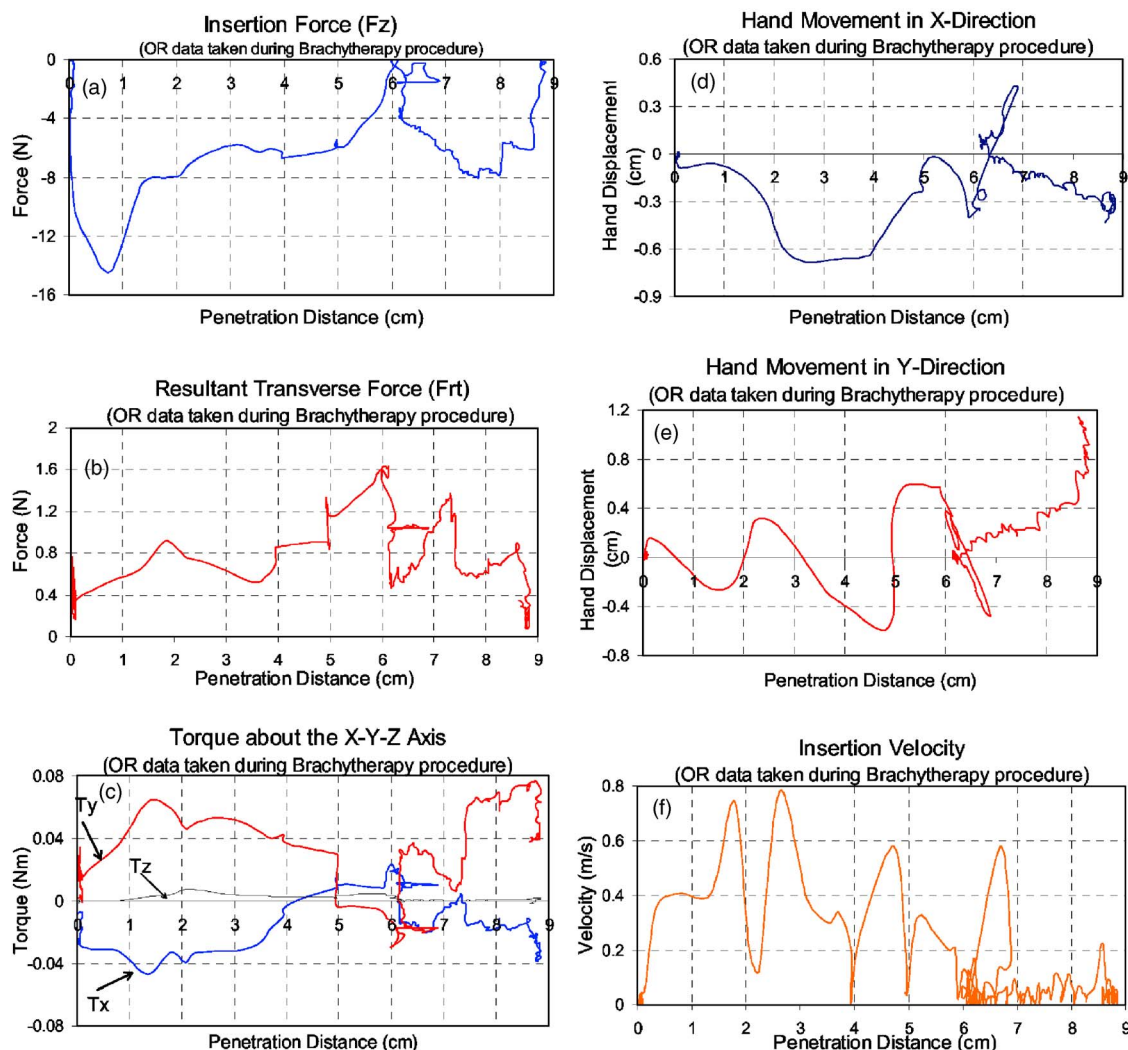 Insertion Force (Fz)
(OR data taken during Brachytherapy procedure)
(a)
0
-4
-8
-12
-16
0 1 2 3 4 5 6 7 8 9
Force (N)
Penetration Distance (cm)
Hand Movement in X-Direction
(OR data taken during Brachytherapy procedure)
(d)
0.6
0.3
0
-0.3
-0.6
-0.9
0 1 2 3 4 5 6 7 8 9
Hand Displacement
(cm)
Penetration Distance (cm)
Resultant Transverse Force (Frt)
(OR data taken during Brachytherapy procedure)
(b)
2
1.6
1.2
0.8
0.4
0
0 1 2 3 4 5 6 7 8 9
Force (N)
Penetration Distance (cm)
Hand Movement in Y-Direction
(OR data taken during Brachytherapy procedure)
(e)
1.2
0.8
0.4
0
-0.4
-0.8
0 1 2 3 4 5 6 7 8 9
Hand Displacement
(cm)
Penetration Distance (cm)
Torque about the X-Y-Z Axis
(OR data taken during Brachytherapy procedure)
(c)
Ty
Tz
Tx
0.08
0.04
0
-0.04
-0.08
0 1 2 3 4 5 6 7 8 9
Torque (Nm)
Penetration Distance (cm)
Insertion Velocity
(OR data taken during Brachytherapy procedure)
(f)
0.8
0.6
0.4
0.2
0
0 1 2 3 4 5 6 7 8 9
Velocity (m/s)
Penetration Distance (cm)